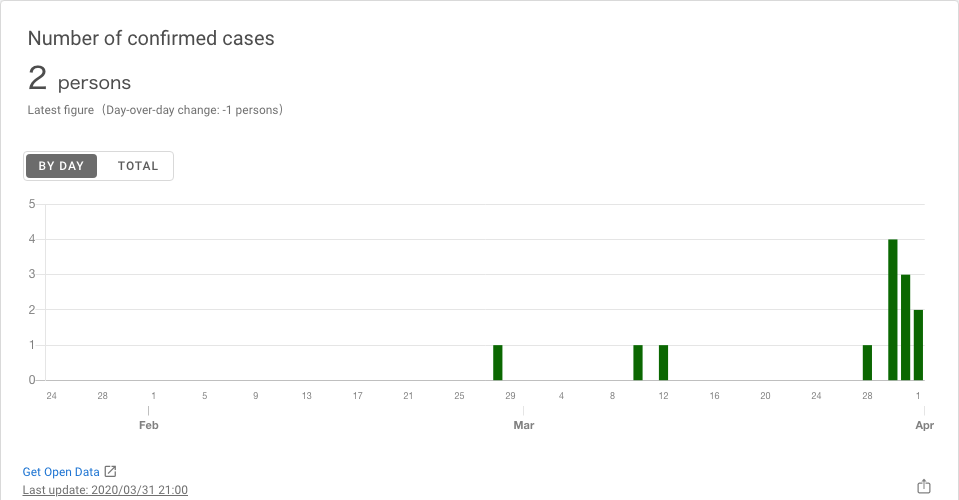 Number of confirmed cases
2 persons
Latest figure (Day-over-day change: -1 persons)
BY DAY TOTAL
5
4
3
2
1
0
24 28 1 5 9 13 17 21 25 29 4 8 12 16 20 24 28 1
Feb Mar Apr
Get Open Data
Last update: 2020/03/31 21:00